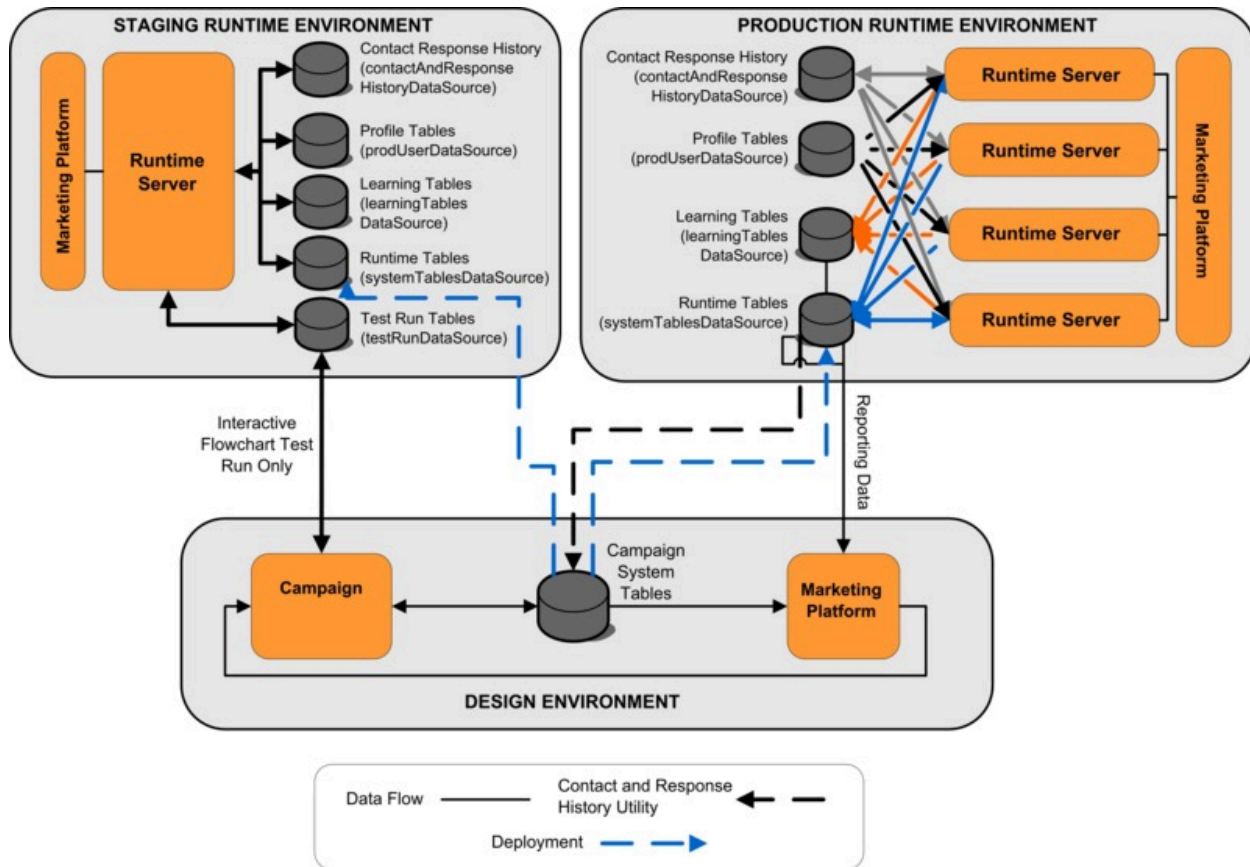 STAGING RUNTIME ENVIRONMENT
Marketing Platform
Runtime
Server
Contact Response History
(contactAndResponse
HistoryDataSource)
Profile Tables
(prodUserDataSource)
Learning Tables
(learningTables
DataSource)
Runtime Tables
(systemTablesDataSource)
Test Run Tables
(testRunDataSource)
PRODUCTION RUNTIME ENVIRONMENT
Contact Response History
(contactAndResponse
HistoryDataSource)
Profile Tables
(prodUserDataSource)
Learning Tables
(learningTables
DataSource)
Runtime Tables
(systemTablesDataSource)
Runtime Server
Runtime Server
Runtime Server
Runtime Server
Marketing Platform
Interactive
Flowchart Test
Run Only
Reporting Data
Campaign
Campaign
System
Tables
Marketing
Platform
DESIGN ENVIRONMENT
Data Flow
Contact and Response
History Utility
Deployment